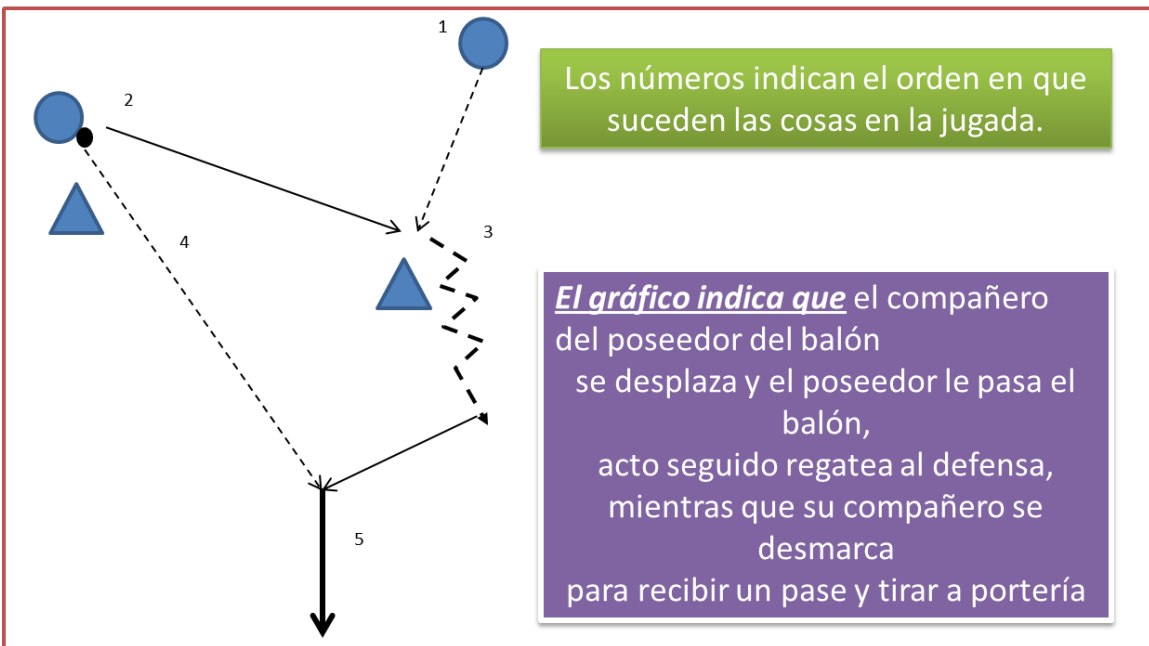 1
2
Los números indican el orden en que
suceden las cosas en la jugada.
3
4
El gráfico indica que el compañero
del poseedor del balón
se desplaza y el poseedor le pasa el
balón,
acto seguido regatea al defensa,
mientras que su compañero se
desmarca
para recibir un pase y tirar a portería
5